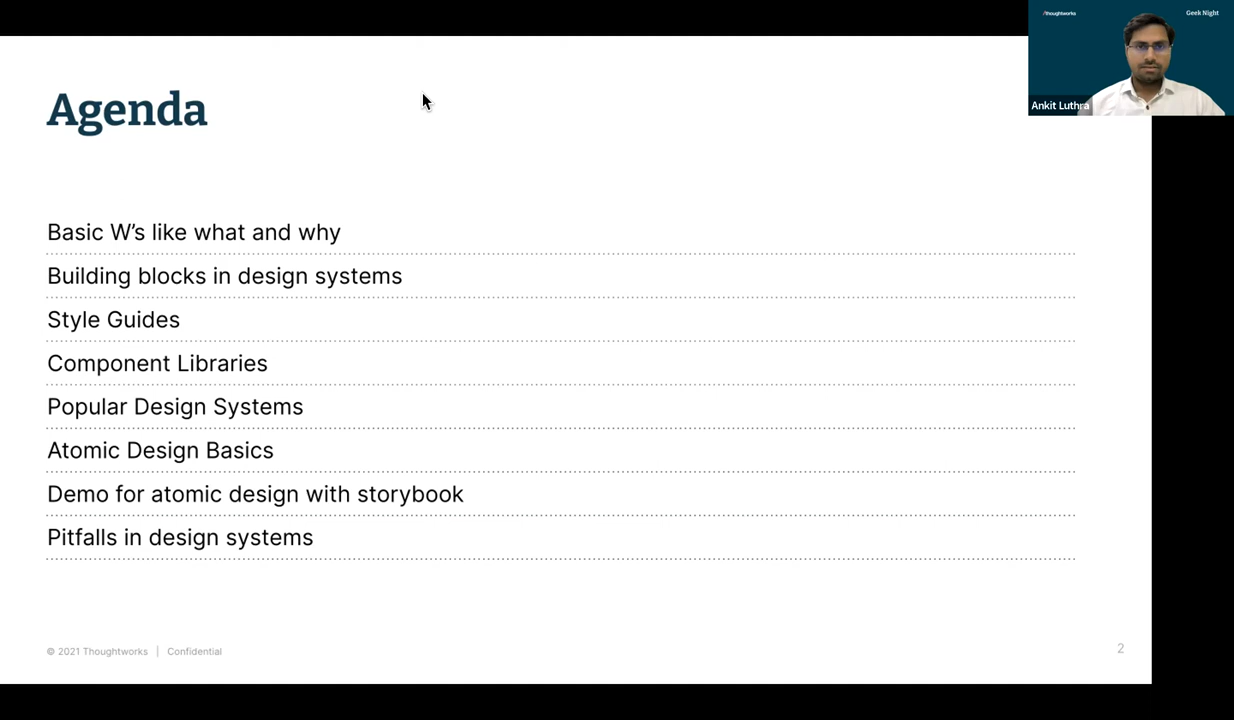 /thoughtworks
Geek Night
Ankit Luthra
Agenda
Basic W’s like what and why
Building blocks in design systems
Style Guides
Component Libraries
Popular Design Systems
Atomic Design Basics
Demo for atomic design with storybook
Pitfalls in design systems
© 2021 Thoughtworks | Confidential
2